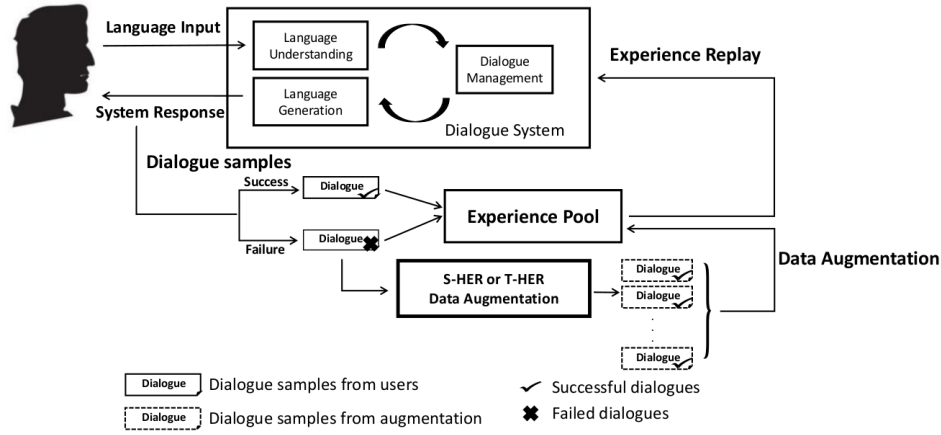 Language Input
System Response
Language
Understanding
Language
Generation
Dialogue
Management
Dialogue System
Experience Replay
Dialogue samples
Success
Dialogue
Failure
Dialogue
Experience Pool
S-HER or T-HER
Data Augmentation
Dialogue
Dialogue
Dialogue
Data Augmentation
Dialogue
Dialogue samples from users
Dialogue
Dialogue samples from augmentation
Successful dialogues
Failed dialogues